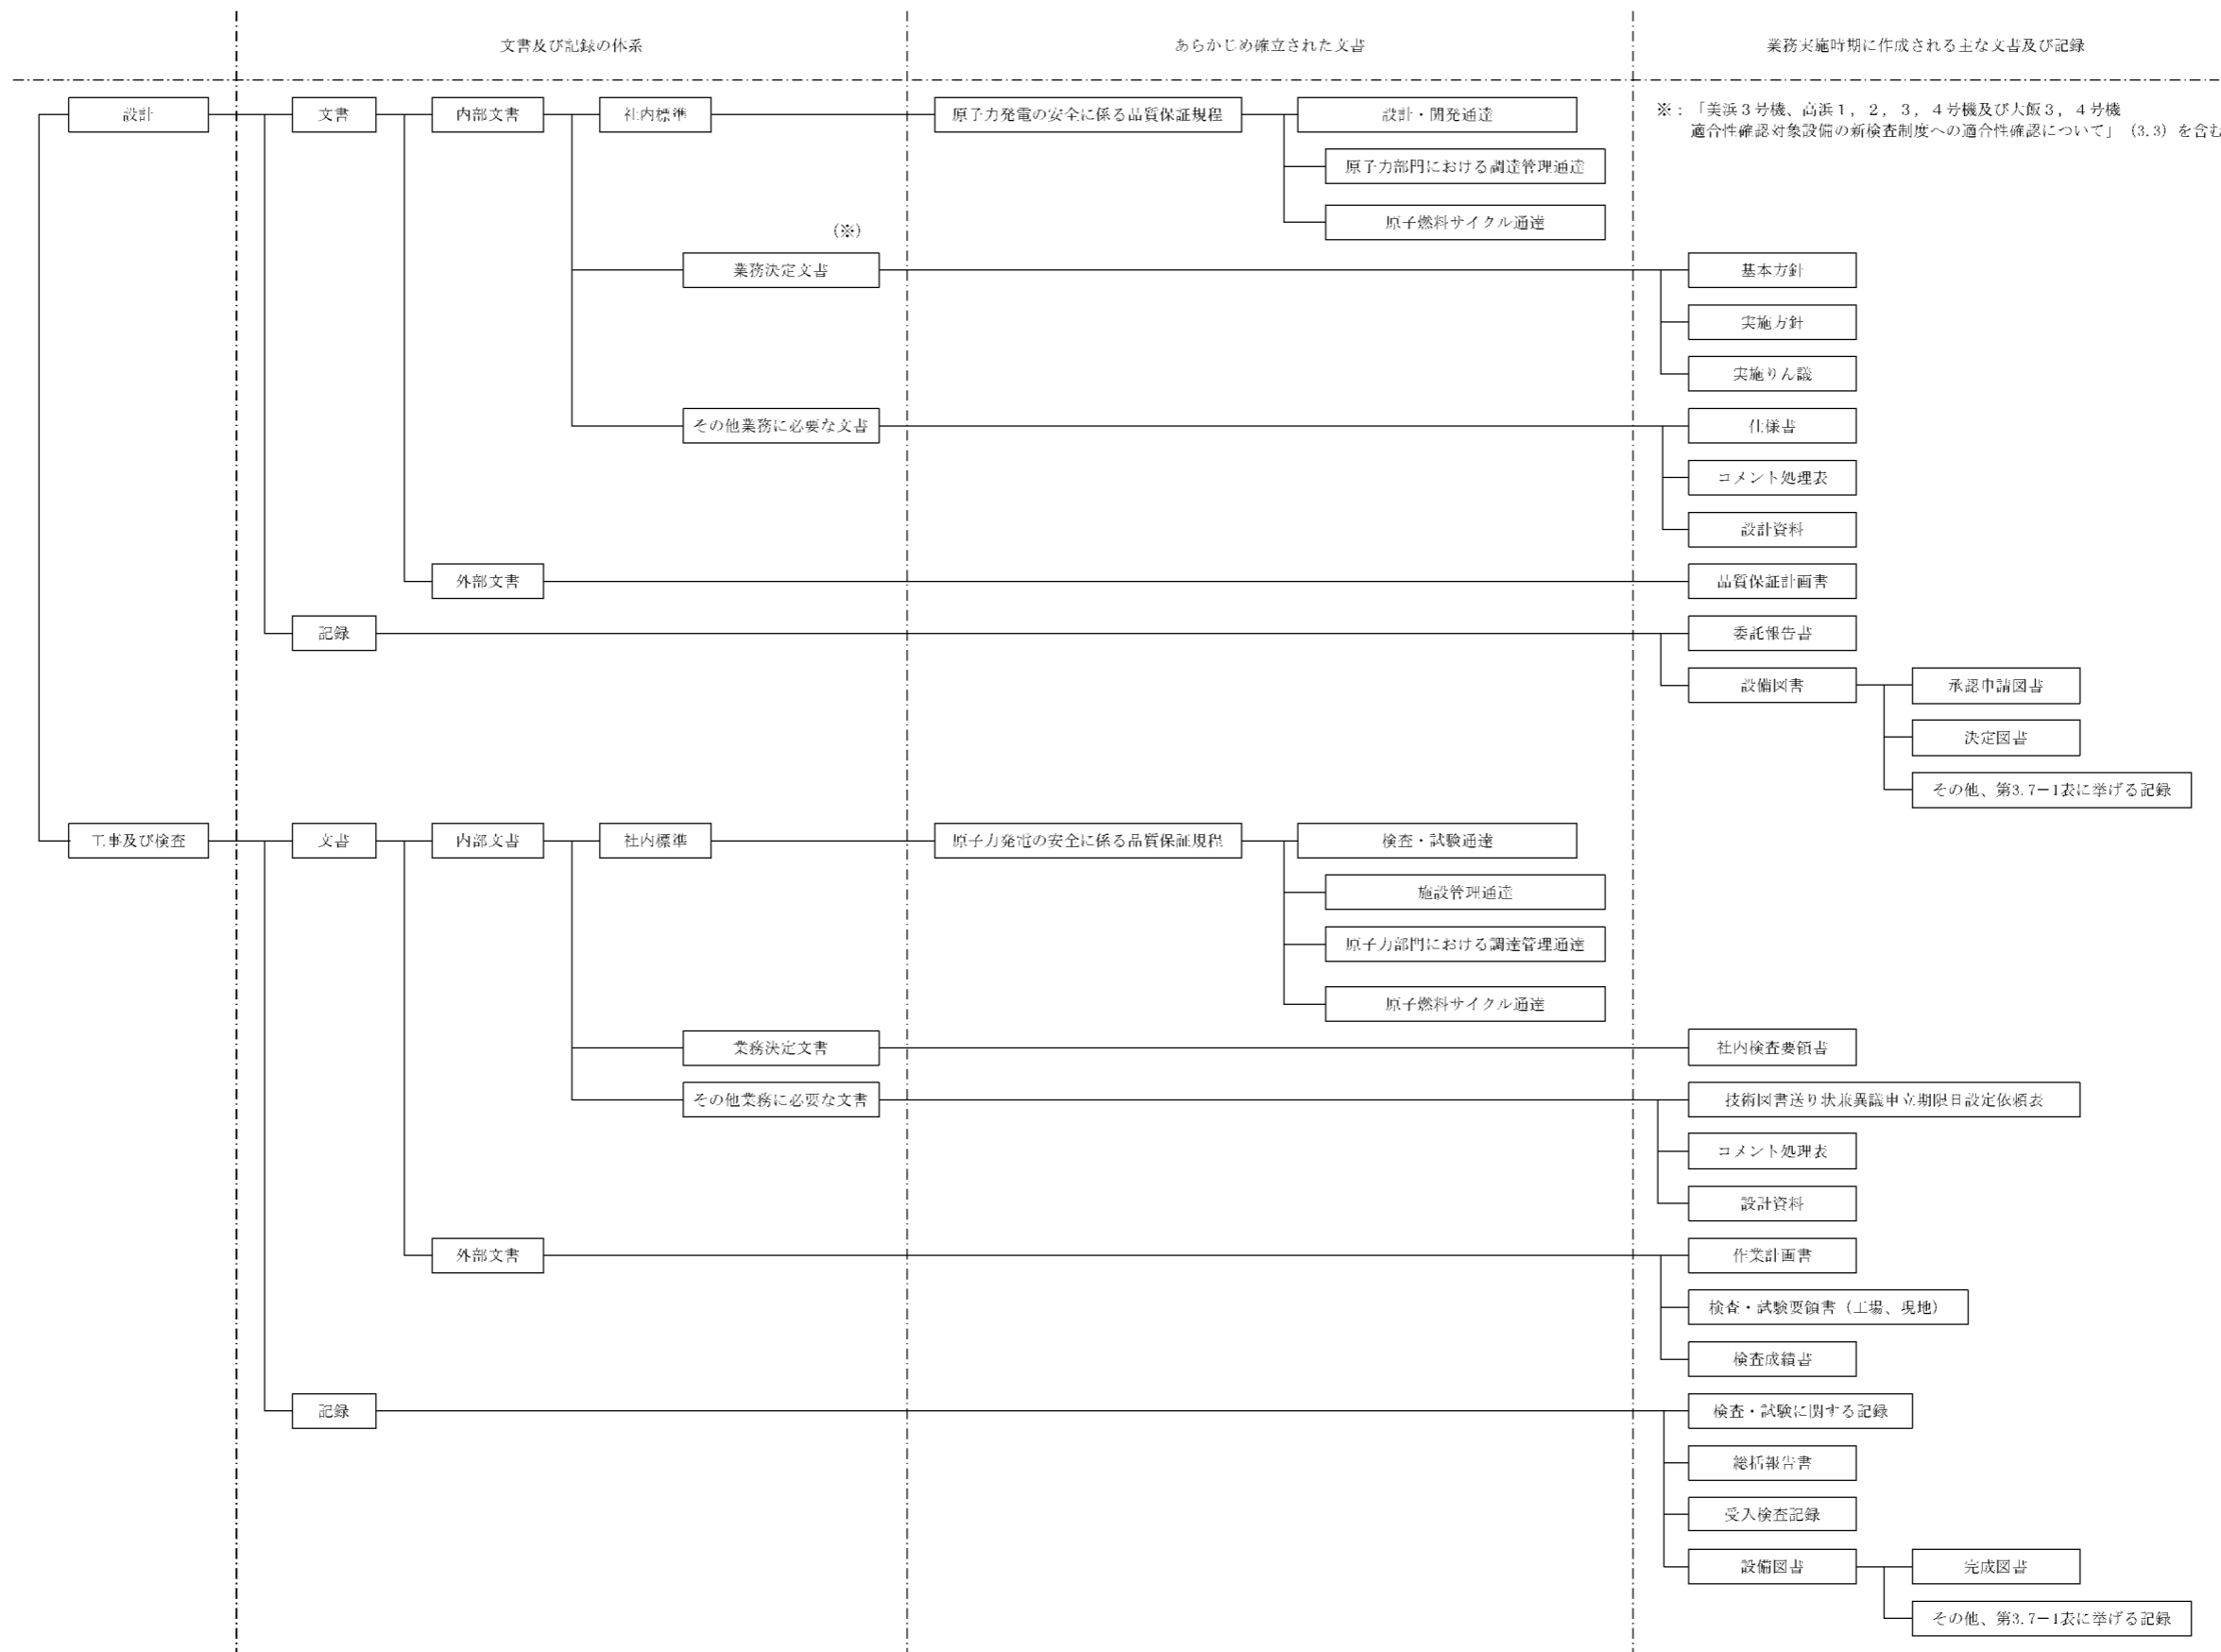 文書及び記録の体系
あらかじめ確立された文書
業務実施時期に作成される主な文書及び記録
設計
文書
内部文書
社内標準
原子力発電の安全に係る品質保証規程
設計・開発通達
※：「美浜３号機、高浜１，２，３，４号機及び大飯３，４号機
適合性確認対象設備の新検査制度への適合性確認について」（3.3）を含む
原子力部門における調達管理通達
原子燃料サイクル通達
（※）
業務決定文書
基本方針
実施方針
実施りん議
その他業務に必要な文書
仕様書
コメント処理表
設計資料
外部文書
品質保証計画書
記録
委託報告書
設備図書
承認申請図書
決定図書
その他、第3.7－1表に挙げる記録
工事及び検査
文書
内部文書
社内標準
原子力発電の安全に係る品質保証規程
検査・試験通達
施設管理通達
原子力部門における調達管理通達
原子燃料サイクル通達
業務決定文書
社内検査要領書
その他業務に必要な文書
技術図書送り状兼異議申立期限日設定依頼表
コメント処理表
設計資料
外部文書
作業計画書
検査・試験要領書（工場、現地）
検査成績書
記録
検査・試験に関する記録
総括報告書
受入検査記録
設備図書
完成図書
その他、第3.7－1表に挙げる記録